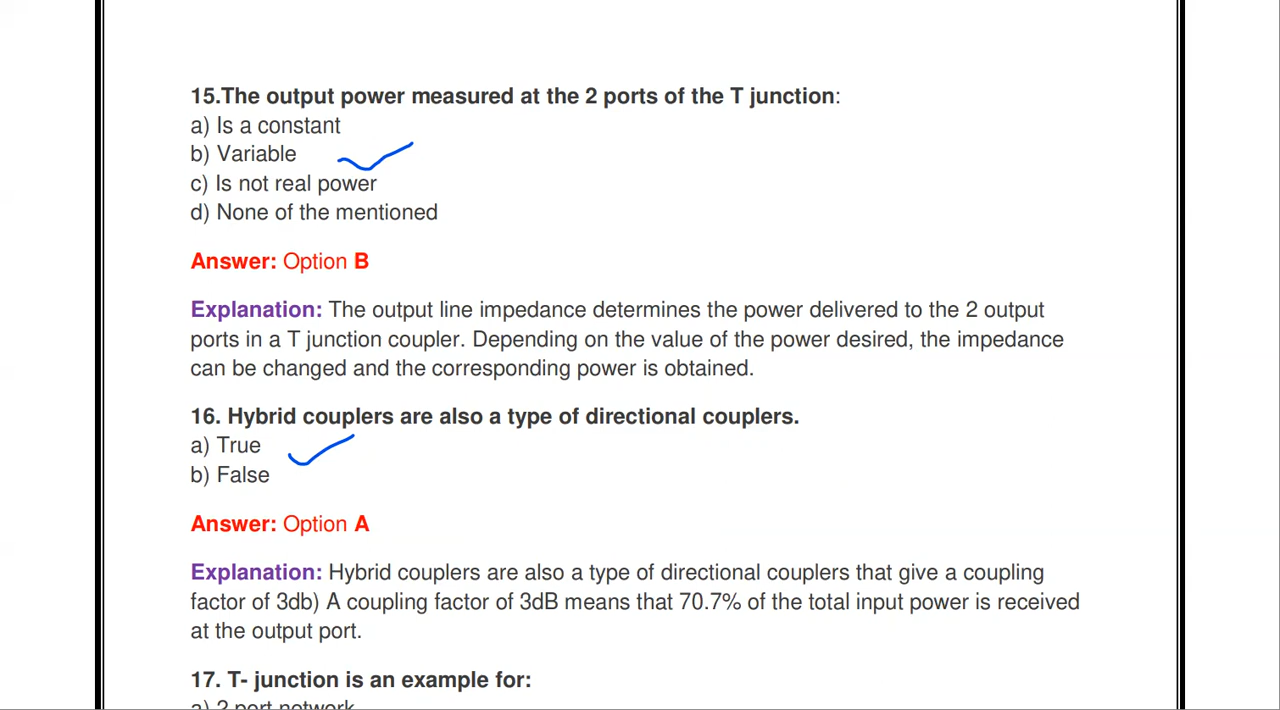 15.The output power measured at the 2 ports of the T junction:
a) Is a constant
b) Variable
c) Is not real power
d) None of the mentioned
Answer: Option B
Explanation: The output line impedance determines the power delivered to the 2 output
ports in a T junction coupler. Depending on the value of the power desired, the impedance
can be changed and the corresponding power is obtained.
16. Hybrid couplers are also a type of directional couplers.
a) True
b) False
Answer: Option A
Explanation: Hybrid couplers are also a type of directional couplers that give a coupling
factor of 3db) A coupling factor of 3dB means that 70.7% of the total input power is received
at the output port.
17. T- junction is an example for:
a) 2 port network